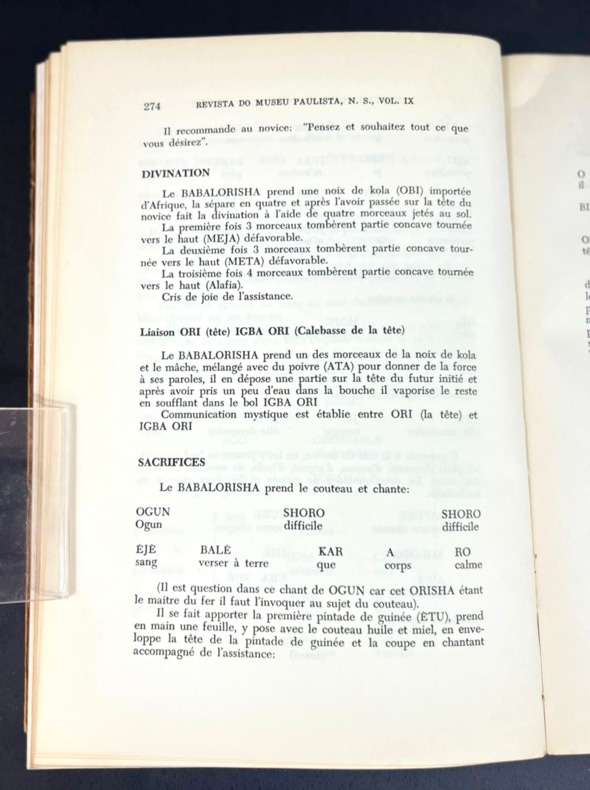 274 REVISTA DO MUSEU PAULISTA, N. S., VOL. IX
Il recommande au novice: "Pensez et souhaitez tout ce que
vous désirez".
DIVINATION
Le BABALORISHA prend une noix de kola (OBI) importée
d'Afrique, la sépare en quatre et après l'avoir passée sur la tête du
novice fait la divination à l'aide de quatre morceaux jetés au sol.
La première fois 3 morceaux tombèrent partie concave tournée
vers le haut (MEJA) défavorable.
La deuxième fois 3 morceaux tombèrent partie concave tour-
née vers le haut (META) défavorable.
La troisième fois 4 morceaux tombèrent partie concave tournée
vers le haut (Alafia).
Cris de joie de l'assistance.
Liaison ORI (tête) IGBA ORI (Calebasse de la tête)
Le BABALORISHA prend un des morceaux de la noix de kola
et le mâche, mélangé avec du poivre (ATA) pour donner de la force
à ses paroles, il en dépose une partie sur la tête du futur initié et
après avoir pris un peu d'eau dans la bouche il vaporise le reste
en soufflant dans le bol IGBA ORI
Communication mystique est établie entre ORI (la tête) et
IGBA ORI
SACRIFICES
Le BABALORISHA prend le couteau et chante:
OGUN SHORO SHORO
Ogun difficile difficile
ÈJÈ BALÈ KAR A RO
sang verser à terre que corps calme
(Il est question dans ce chant de OGUN car cet ORISHA étant
le maitre du fer il faut l'invoquer au sujet du couteau).
Il se fait apporter la première pintade de guinée (ÈTU), prend
en main une feuille, y pose avec le couteau huile et miel, en enve-
loppe la tête de la pintade de guinée et la coupe en chantant
accompagné de l'assistance: